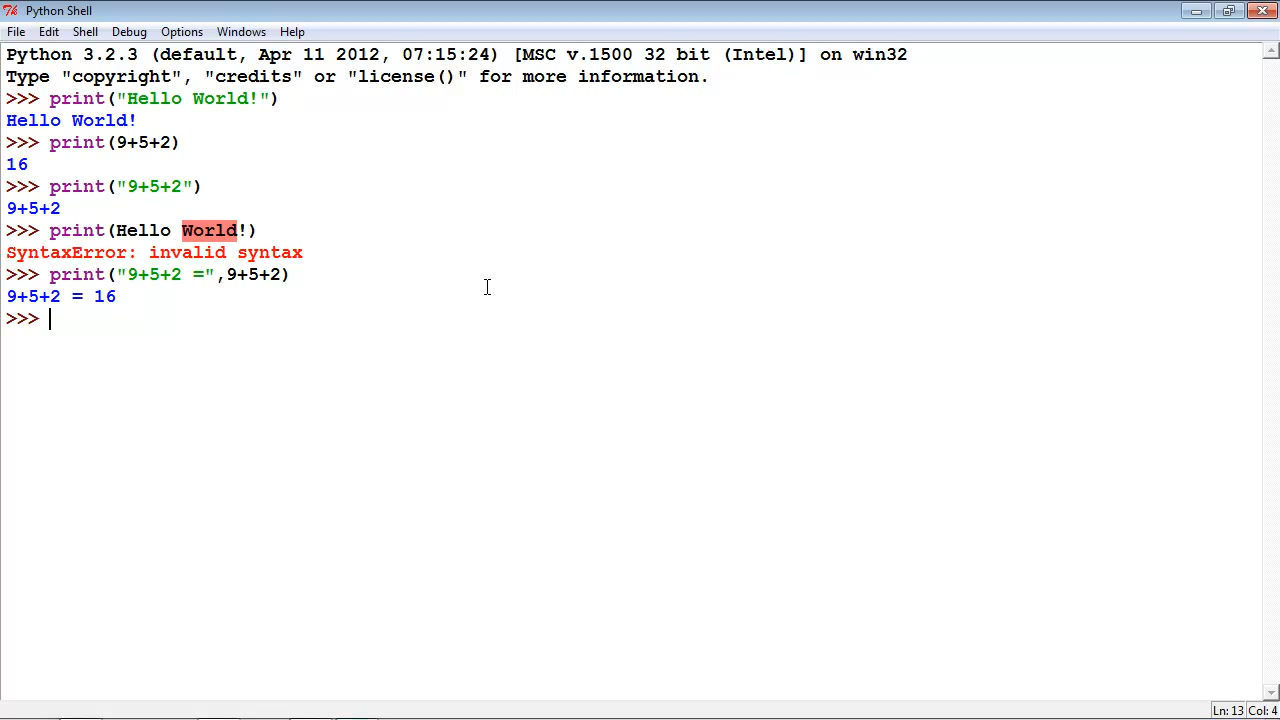 Python Shell
File Edit Shell Debug Options Windows Help
Python 3.2.3 (default, Apr 11 2012, 07:15:24) [MSC v.1500 32 bit (Intel)] on win32
Type "copyright", "credits" or "license()" for more information.
>>> print("Hello World!")
Hello World!
>>> print(9+5+2)
16
>>> print("9+5+2")
9+5+2
>>> print(Hello World!)
SyntaxError: invalid syntax
>>> print("9+5+2 =",9+5+2)
9+5+2 = 16
>>>
Ln: 13 Col: 4